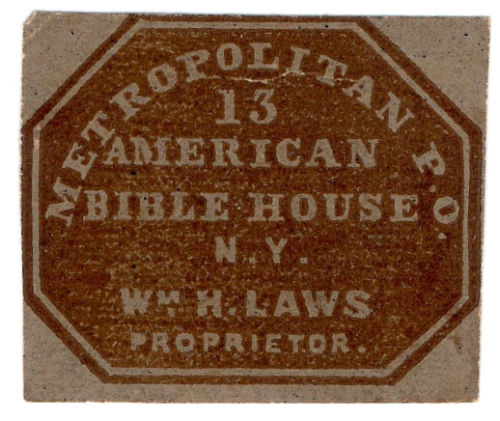 METROPOLITAN P.O.
13
AMERICAN
BIBLE HOUSE
N.Y.
WM. H. LAWS
PROPRIETOR.